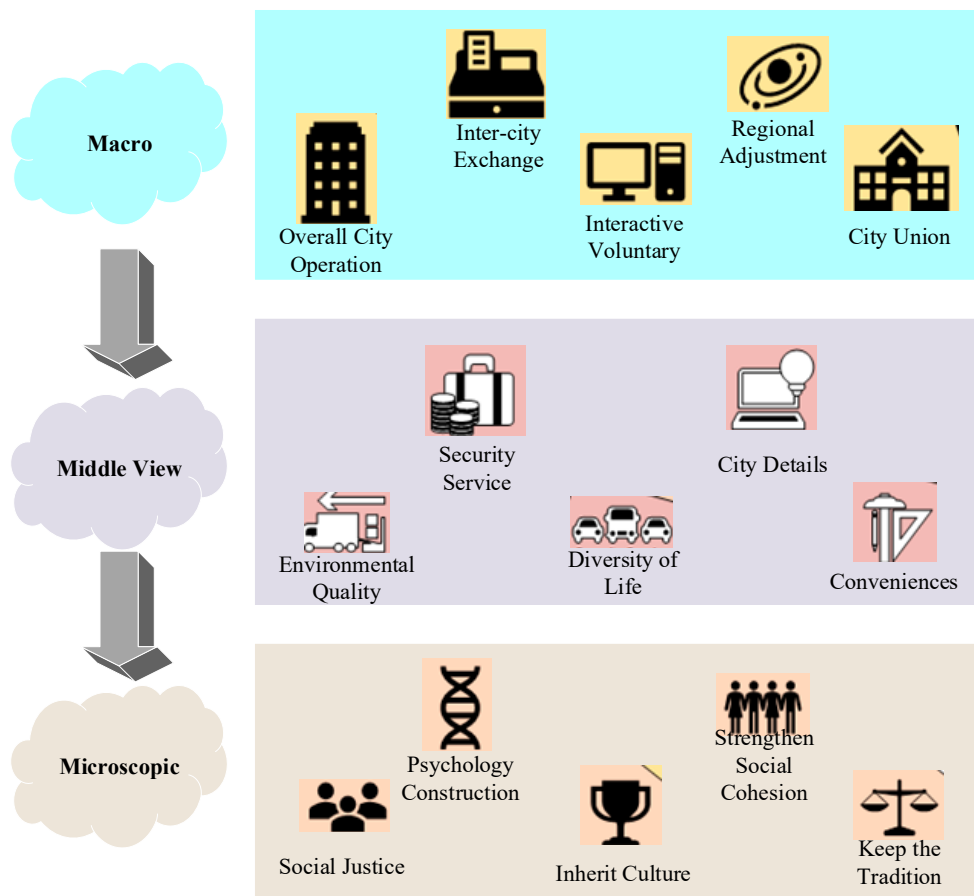 Macro
Inter-city
Exchange
Regional
Adjustment
Overall City
Operation
Interactive
Voluntary
City Union
Middle View
Security
Service
City Details
Environmental
Quality
Diversity of
Life
Conveniences
Microscopic
Psychology
Construction
Strengthen
Social
Cohesion
Social Justice
Inherit Culture
Keep the
Tradition